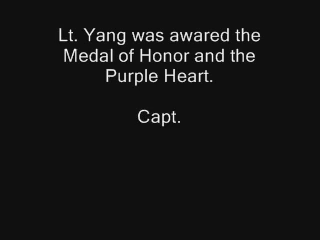 Lt. Yang was awared the
Medal of Honor and the
Purple Heart.
Capt.